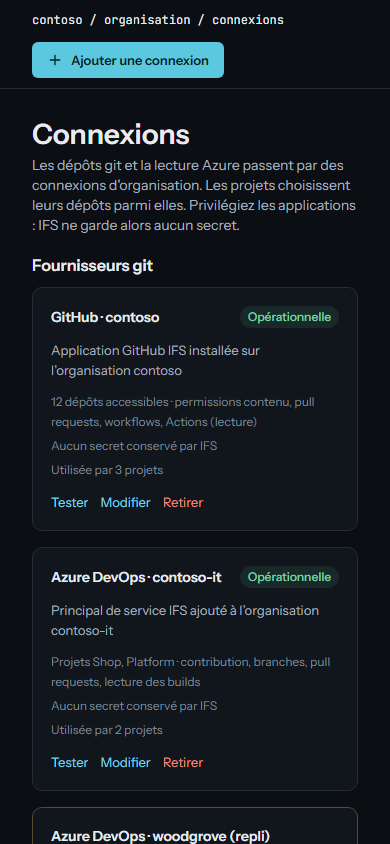 contoso / organisation / connexions
+ Ajouter une connexion
Connexions
Les dépôts git et la lecture Azure passent par des
connexions d'organisation. Les projets choisissent
leurs dépôts parmi elles. Privilégiez les applications
: IFS ne garde alors aucun secret.
Fournisseurs git
GitHub · contoso
Opérationnelle
Application GitHub IFS installée sur
l'organisation contoso
12 dépôts accessibles · permissions contenu, pull
requests, workflows, Actions (lecture)
Aucun secret conservé par IFS
Utilisée par 3 projets
Tester Modifier Retirer
Azure DevOps · contoso-it
Opérationnelle
Principal de service IFS ajouté à l'organisation
contoso-it
Projets Shop, Platform · contribution, branches, pull
requests, lecture des builds
Aucun secret conservé par IFS
Utilisée par 2 projets
Tester Modifier Retirer
Azure DevOps · woodgrove (repli)